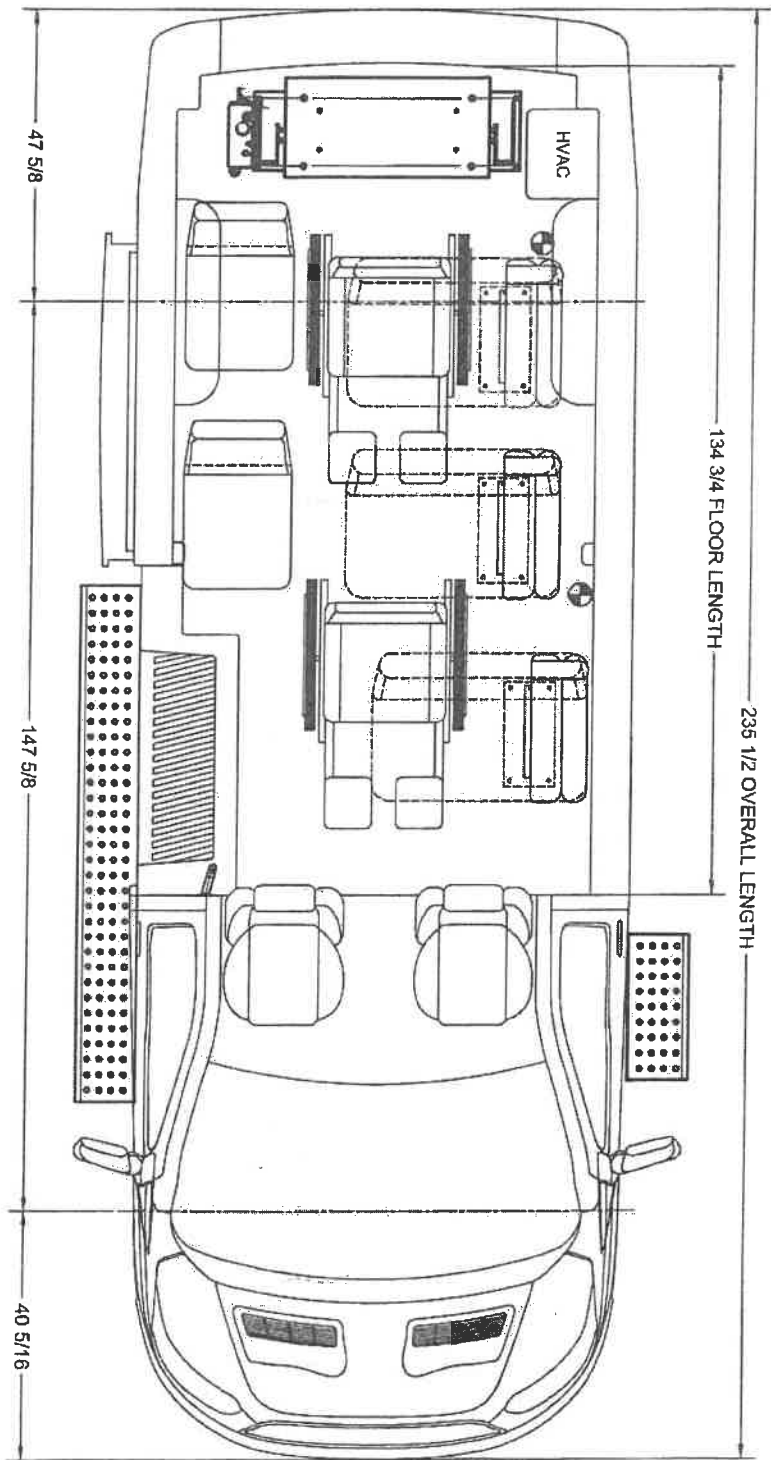 47 5/8
HVAC
134 3/4 FLOOR LENGTH
235 1/2 OVERALL LENGTH
147 5/8
40 5/16